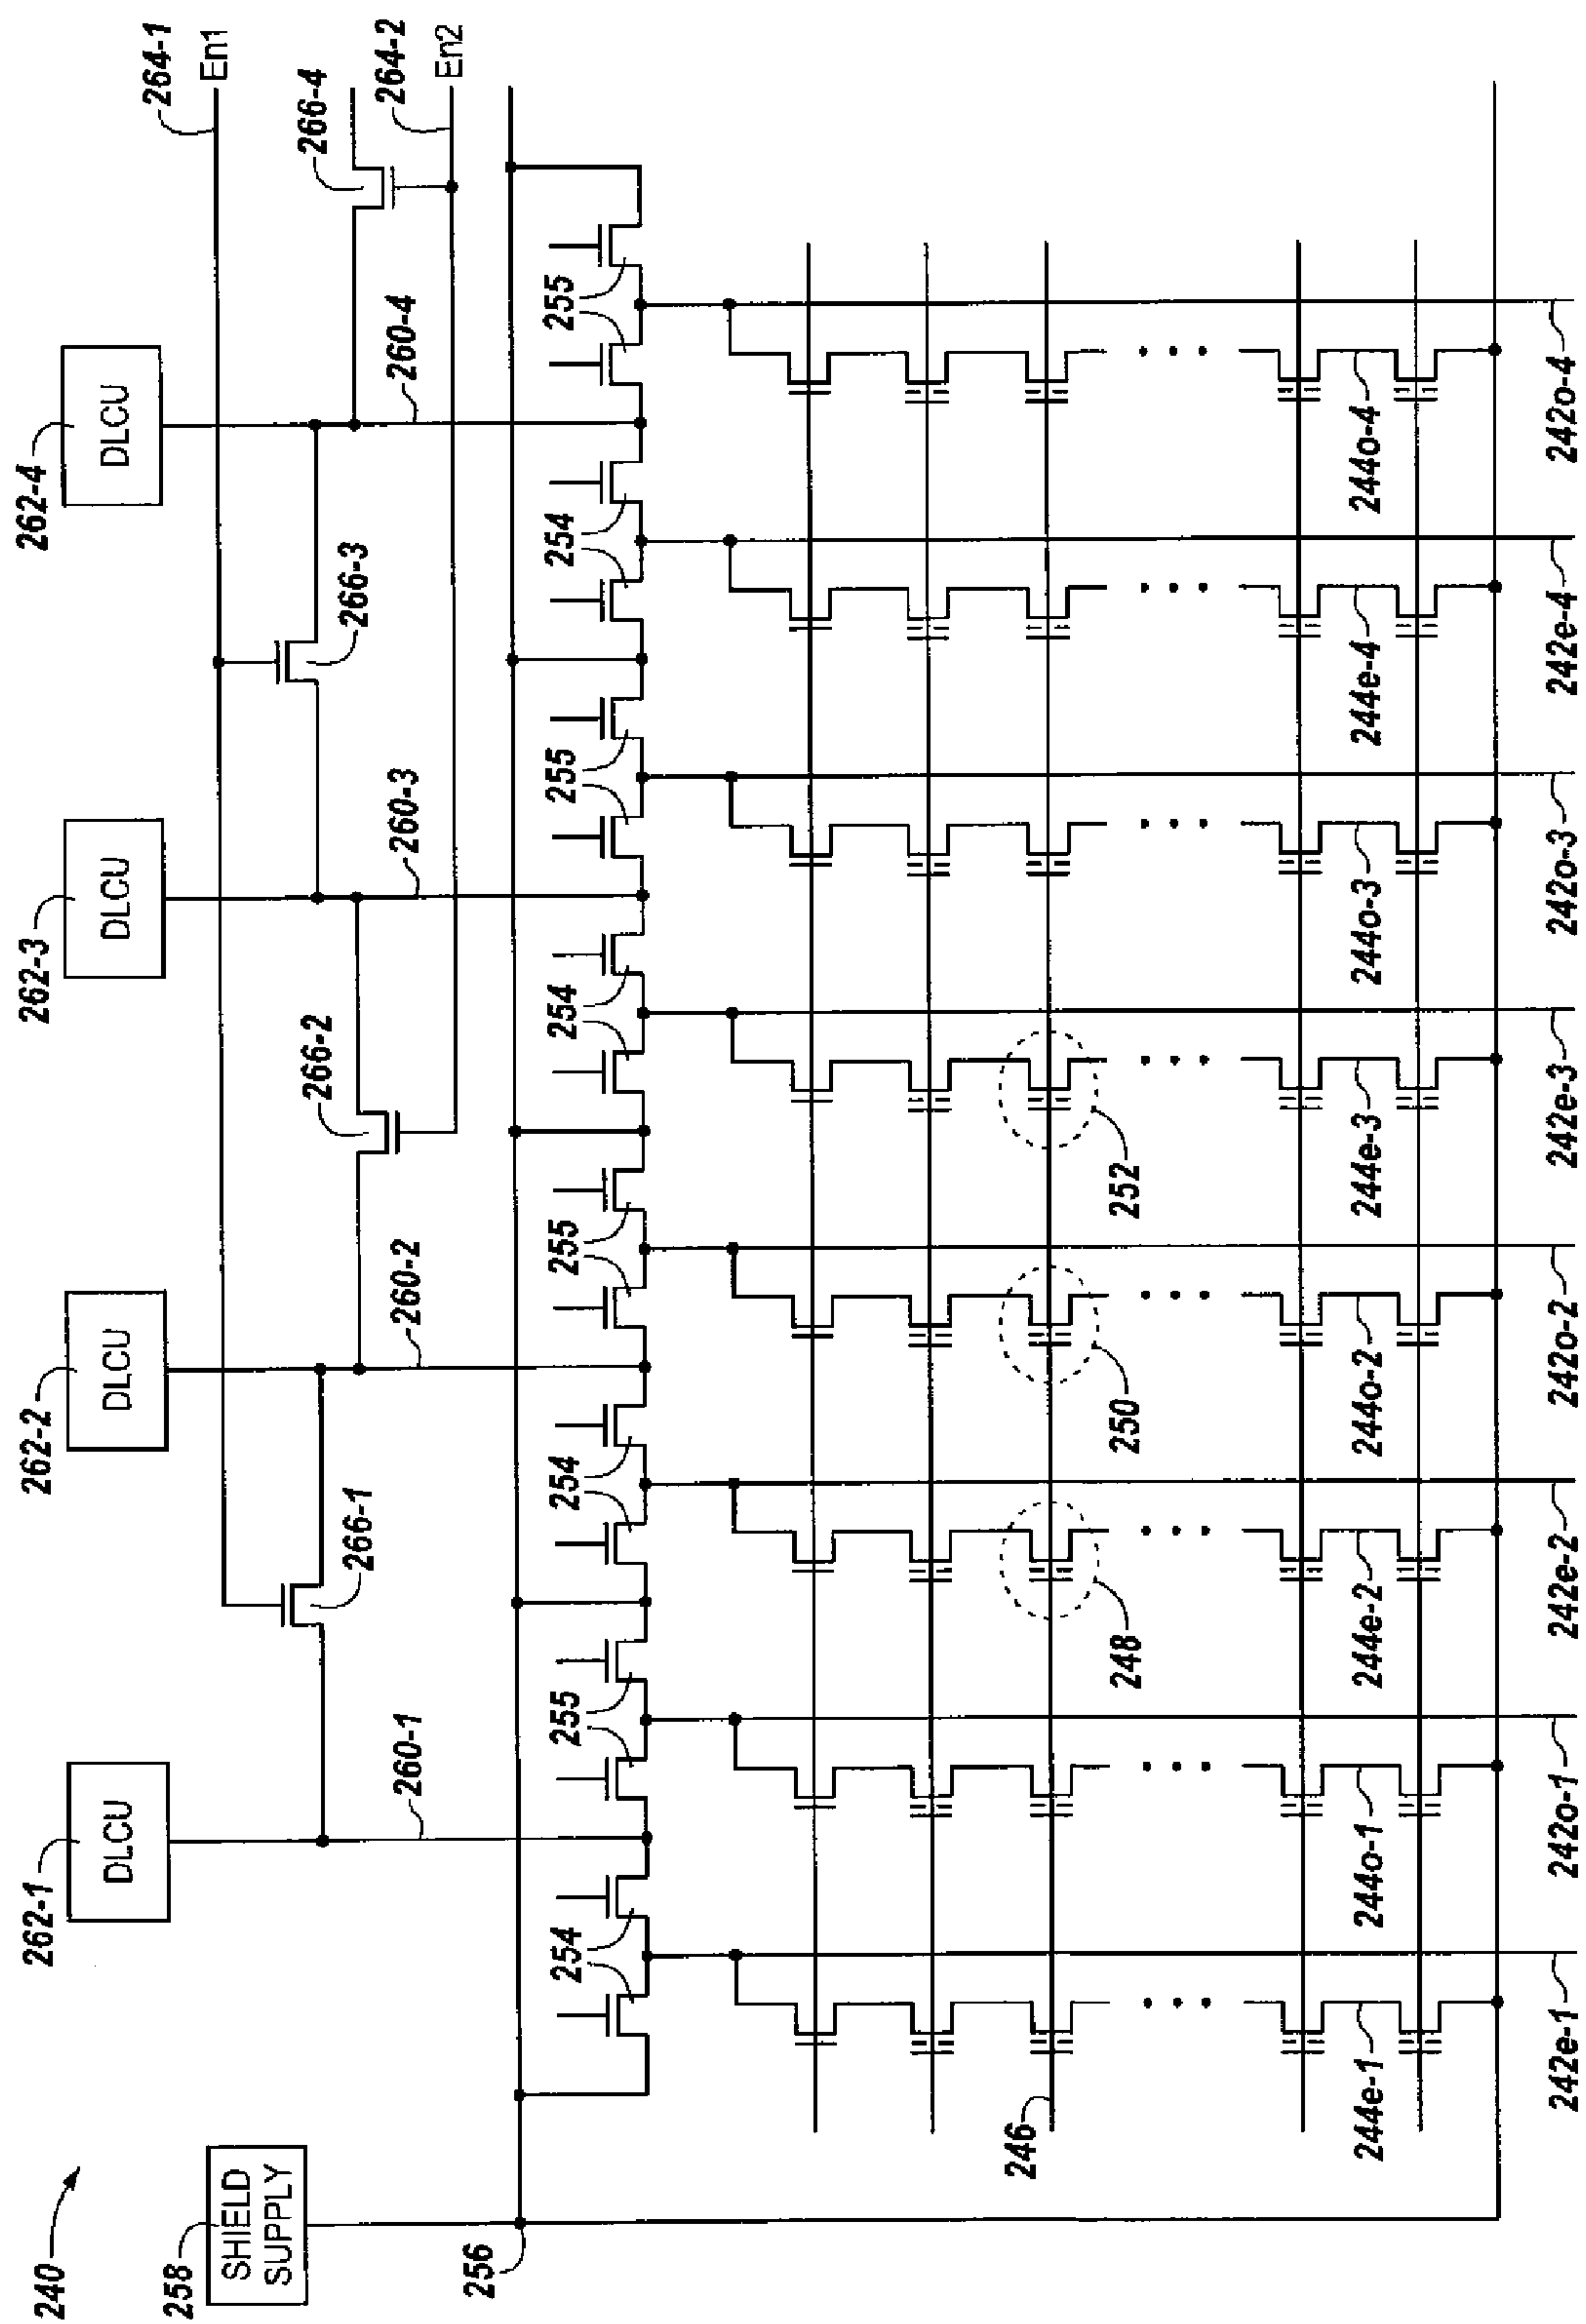 240
258
SHIELD
SUPPLY
256
262-1
DLCU
262-2
DLCU
262-3
DLCU
262-4
DLCU
264-1
En1
266-1
266-3
266-4
264-2
En2
260-1
260-2
266-2
260-3
260-4
254
255
254
255
254
255
254
255
246
248
250
252
244e-1
244o-1
244e-2
244o-2
244e-3
244o-3
244e-4
244o-4
242e-1
242o-1
242e-2
242o-2
242e-3
242o-3
242e-4
242o-4